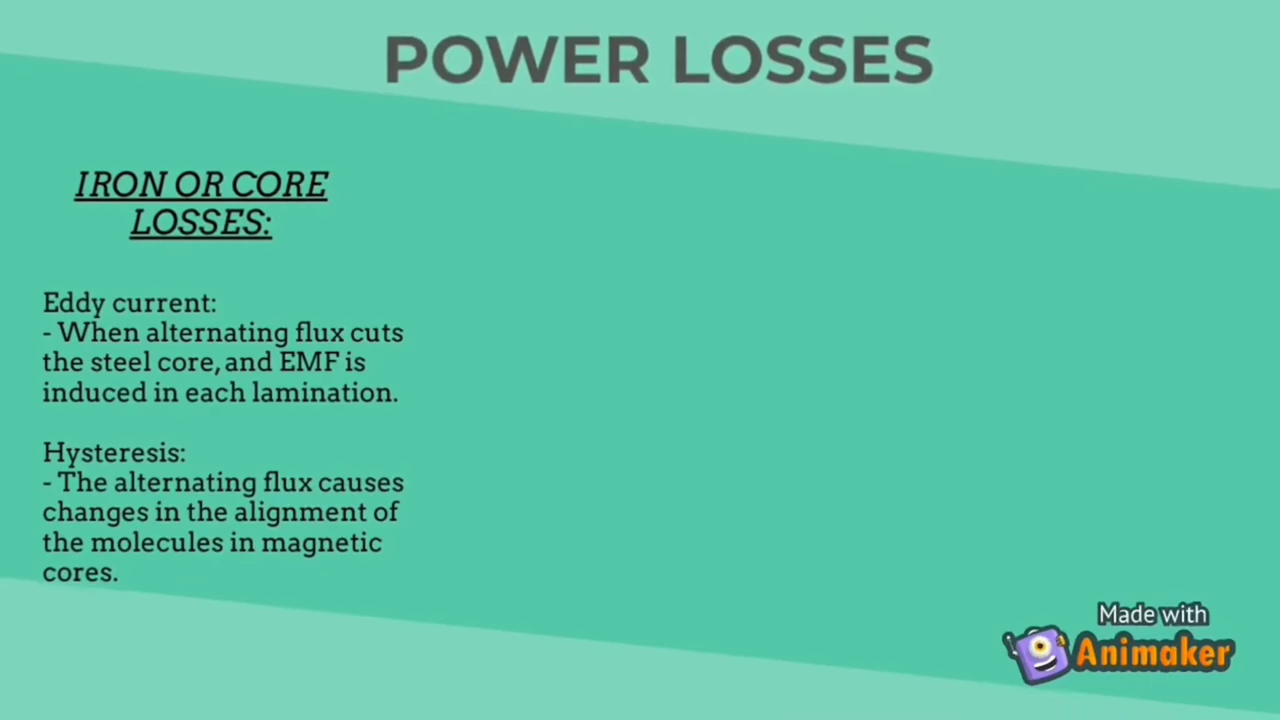 POWER LOSSES
IRON OR CORE
LOSSES:
Eddy current:
- When alternating flux cuts
the steel core, and EMF is
induced in each lamination.
Hysteresis:
- The alternating flux causes
changes in the alignment of
the molecules in magnetic
cores.
Made with
Animaker